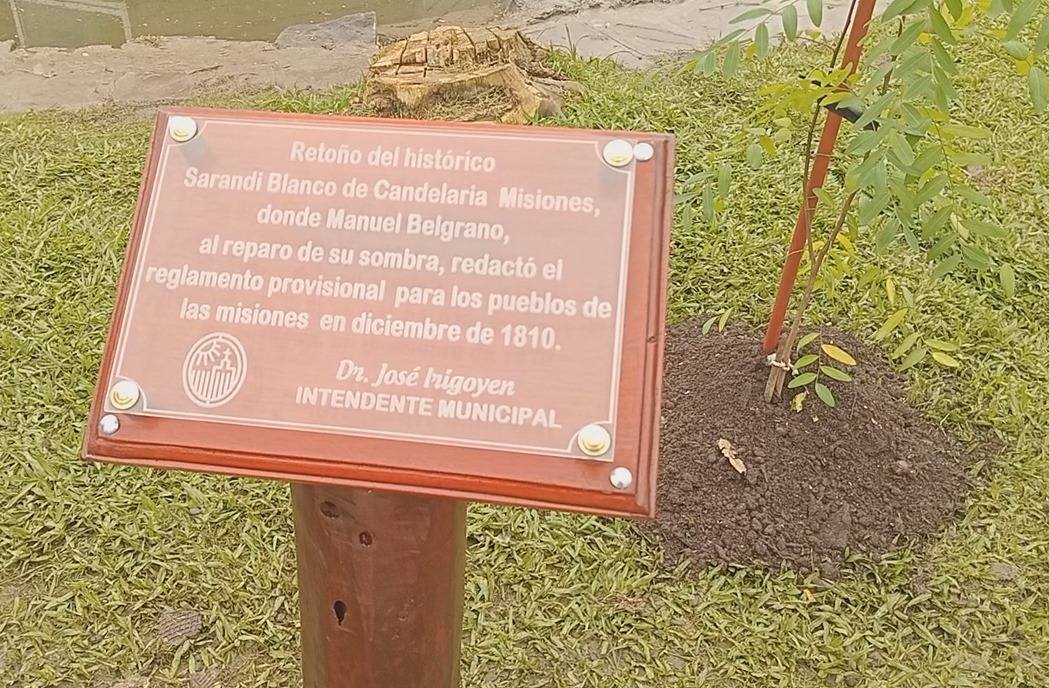 Retoño del histórico
Sarandi Blanco de Candelaria Misiones,
donde Manuel Belgrano,
al reparo de su sombra, redactó el
reglamento provisional para los pueblos de
las misiones en diciembre de 1810.
Dr. José Irigoyen
INTENDENTE MUNICIPAL